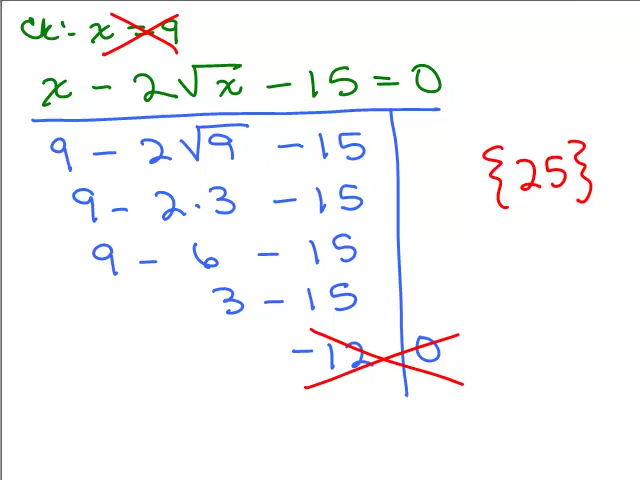 ck:- x = 9
x - 2√x - 15 = 0
9 - 2√9 - 15
9 - 2·3 - 15
9 - 6 - 15
3 - 15
-12 0
{25}